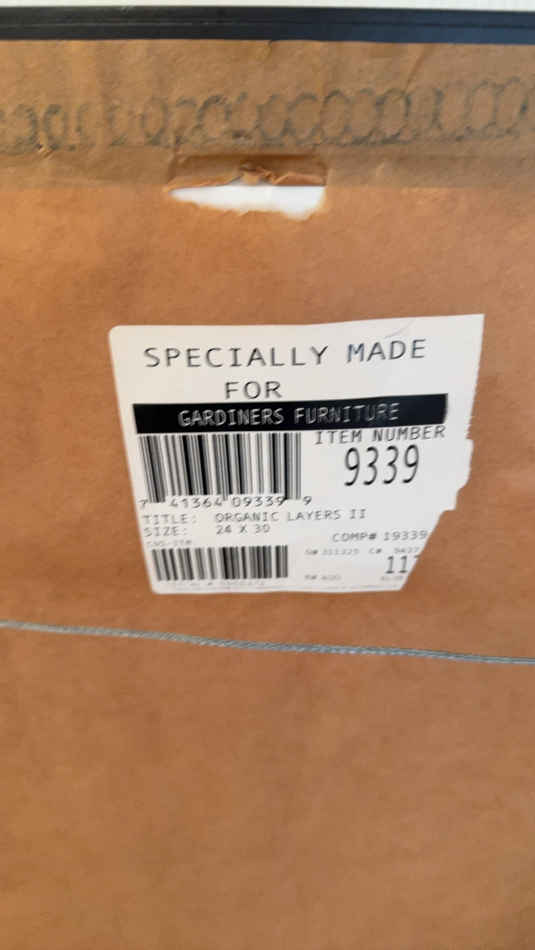 SPECIALLY MADE
FOR
GARDINERS FURNITURE
ITEM NUMBER
9339
7 41364 09339 9
TITLE: ORGANIC LAYERS II
SIZE: 24 X 30
COMP# 19339